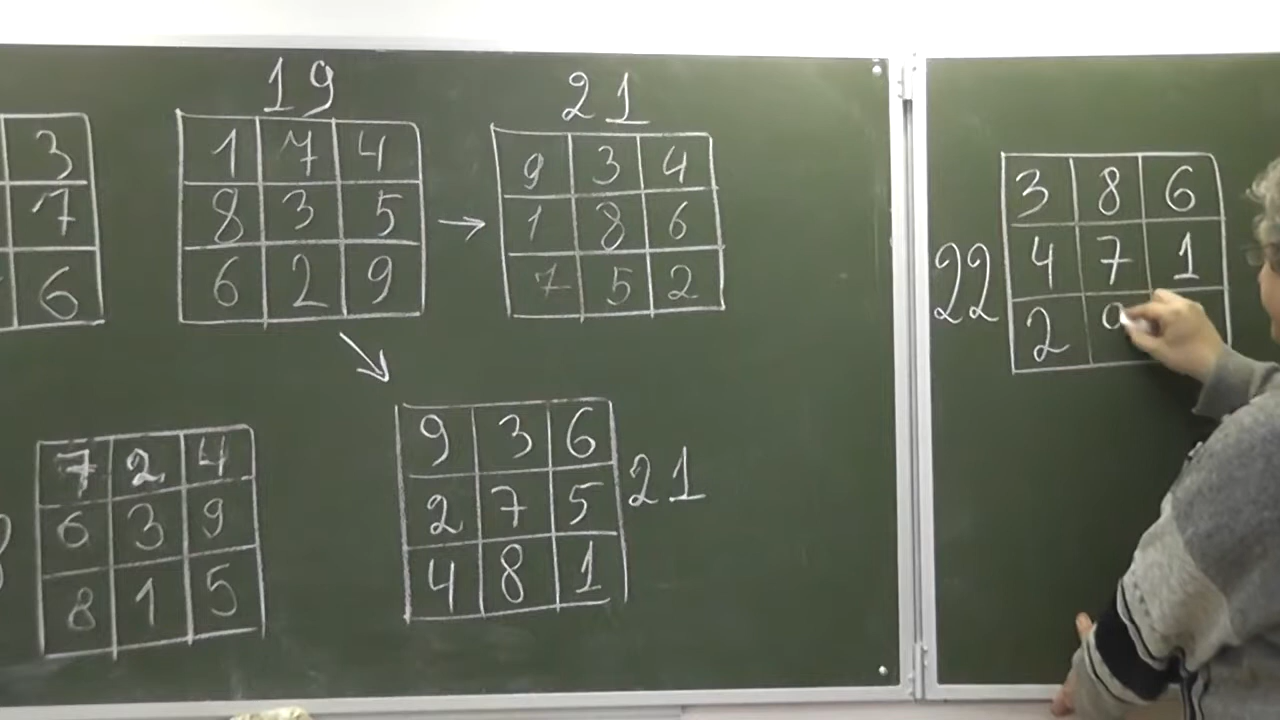 3
7
6
19
1 7 4
8 3 5
6 2 9
21
9 3 4
1 8 6
7 5 2
7 2 4
6 3 9
8 1 5
9 3 6
2 7 5
4 8 1
21
22
3 8 6
4 7 1
2